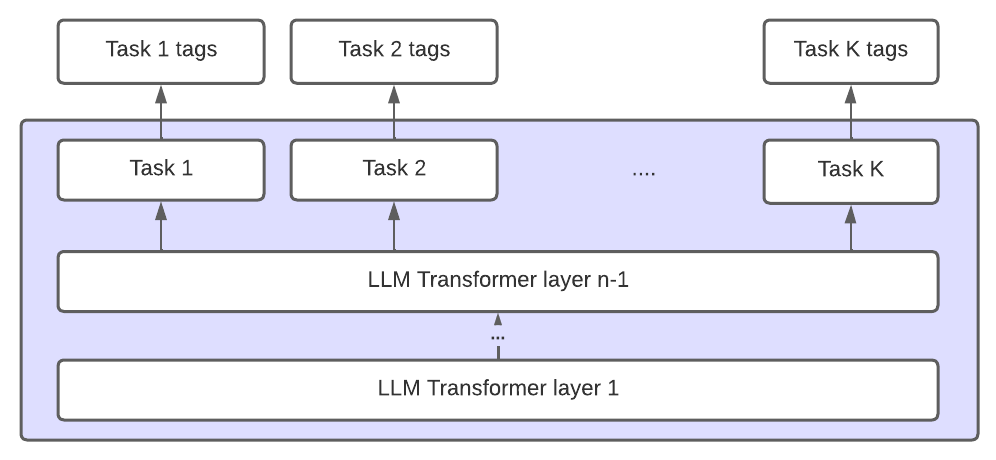 Task 1 tags
Task 2 tags
Task K tags
Task 1
Task 2
....
Task K
LLM Transformer layer n-1
...
LLM Transformer layer 1